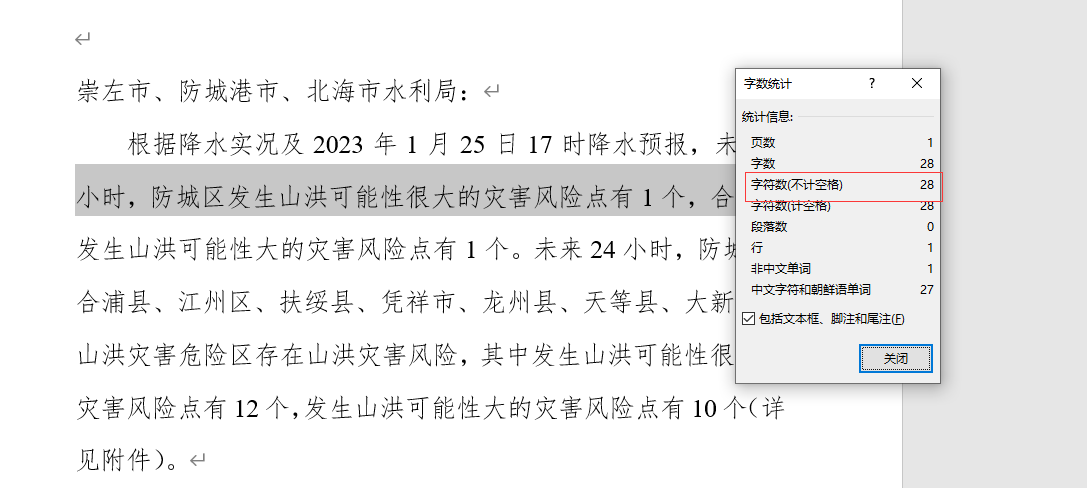 崇左市、防城港市、北海市水利局：
根据降水实况及 2023 年 1 月 25 日 17 时降水预报，未
小时，防城区发生山洪可能性很大的灾害风险点有 1 个，合
发生山洪可能性大的灾害风险点有 1 个。未来 24 小时，防城
合浦县、江州区、扶绥县、凭祥市、龙州县、天等县、大新
山洪灾害危险区存在山洪灾害风险，其中发生山洪可能性很
灾害风险点有 12 个，发生山洪可能性大的灾害风险点有 10 个（详
见附件）。
字数统计 ? ×
统计信息:
页数 1
字数 28
字符数(不计空格) 28
字符数(计空格) 28
段落数 0
行 1
非中文单词 1
中文字符和朝鲜语单词 27
包括文本框、脚注和尾注(F)
关闭